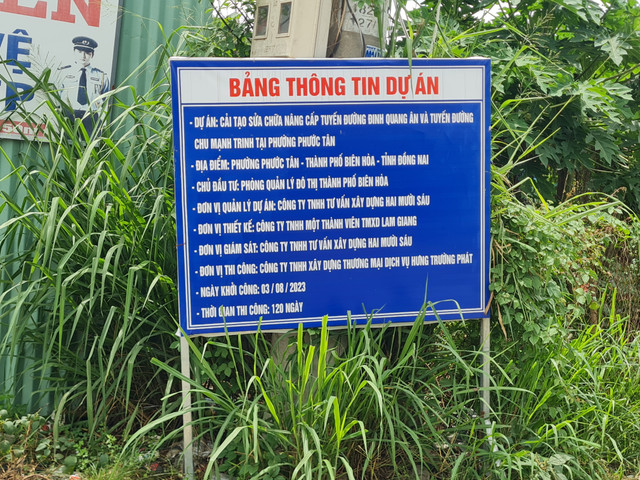 BẢNG THÔNG TIN DỰ ÁN
- DỰ ÁN: CẢI TẠO SỬA CHỮA NÂNG CẤP TUYẾN ĐƯỜNG ĐINH QUANG ÂN VÀ TUYẾN ĐƯỜNG
CHU MẠNH TRINH TẠI PHƯỜNG PHƯỚC TÂN
- ĐỊA ĐIỂM: PHƯỜNG PHƯỚC TÂN - THÀNH PHỐ BIÊN HÒA - TỈNH ĐỒNG NAI
- CHỦ ĐẦU TƯ: PHÒNG QUẢN LÝ ĐÔ THỊ THÀNH PHỐ BIÊN HÒA
- ĐƠN VỊ QUẢN LÝ DỰ ÁN: CÔNG TY TNHH TƯ VẤN XÂY DỰNG HAI MƯƠI SÁU
- ĐƠN VỊ THIẾT KẾ: CÔNG TY TNHH MỘT THÀNH VIÊN TMXD LAM GIANG
- ĐƠN VỊ GIÁM SÁT: CÔNG TY TNHH TƯ VẤN XÂY DỰNG HAI MƯƠI SÁU
- ĐƠN VỊ THI CÔNG: CÔNG TY TNHH XÂY DỰNG THƯƠNG MẠI DỊCH VỤ HƯNG TRƯỜNG PHÁT
- NGÀY KHỞI CÔNG: 03 / 08 / 2023
- THỜI GIAN THI CÔNG: 120 NGÀY